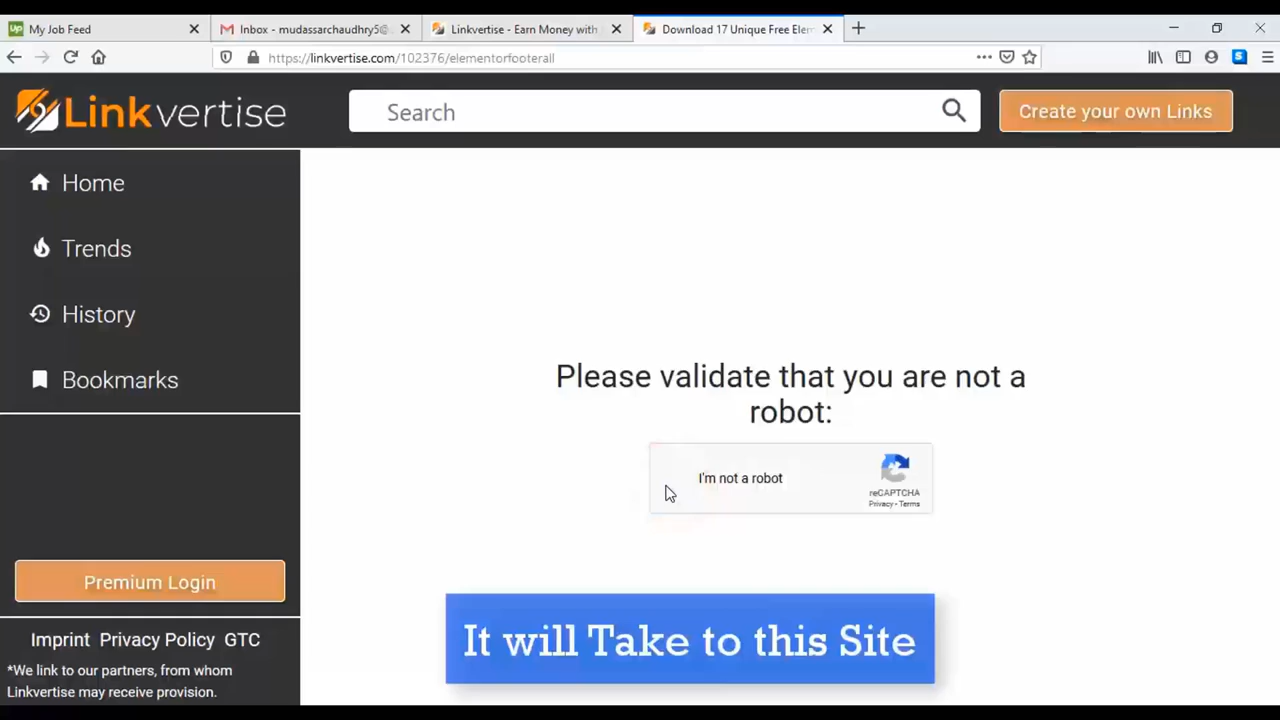 My Job Feed
Inbox - mudassarchaudhry5@
Linkvertise - Earn Money with
Download 17 Unique Free Elem
https://linkvertise.com/102376/elementorfooterall
Linkvertise
Search
Create your own Links
Home
Trends
History
Bookmarks
Please validate that you are not a
robot:
I'm not a robot
reCAPTCHA
Privacy - Terms
Premium Login
It will Take to this Site
Imprint Privacy Policy GTC
*We link to our partners, from whom
Linkvertise may receive provision.